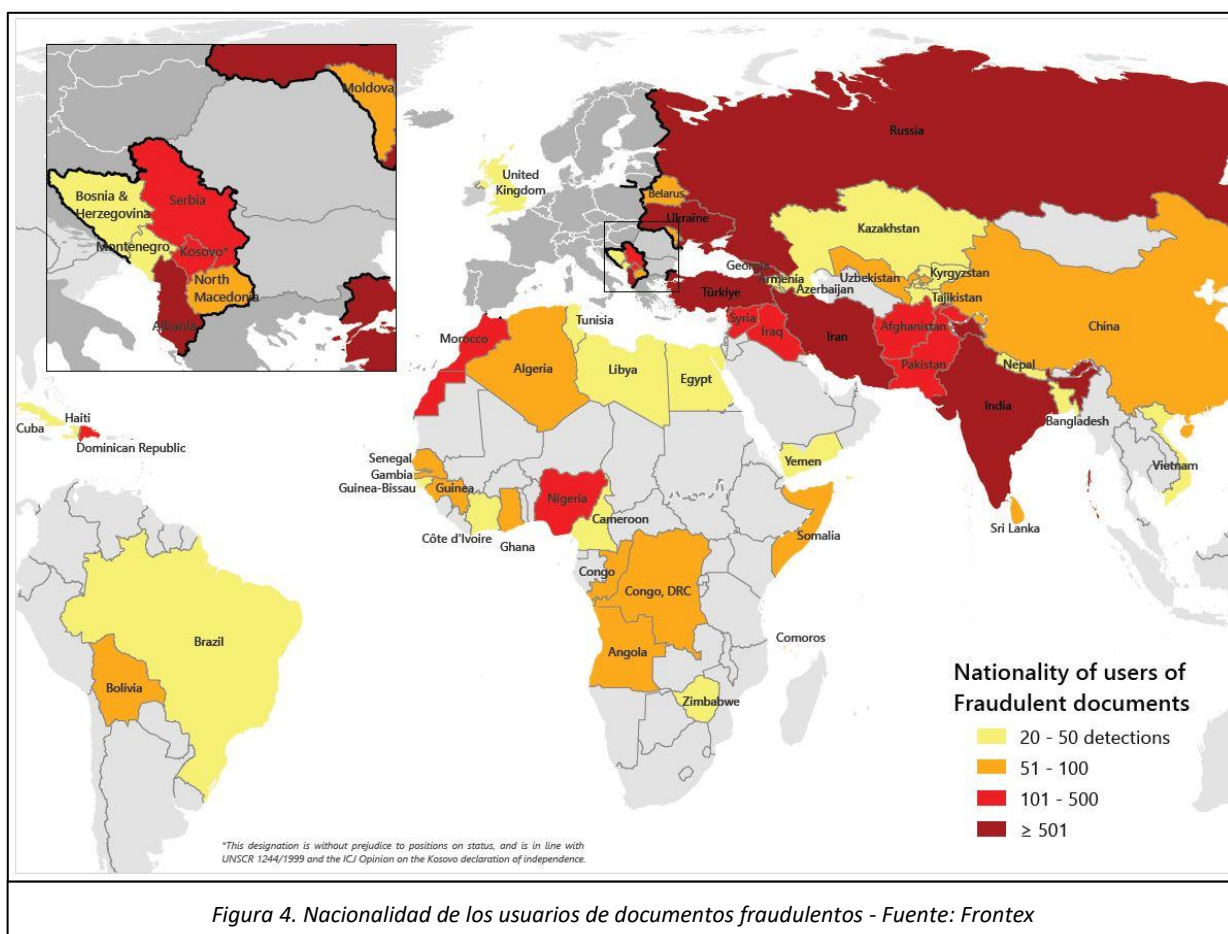 Moldova
Bosnia &
Herzegovina
Serbia
Montenegro
Kosovo*
North
Macedonia
Albania
Russia
United
Kingdom
Belarus
Ukraine
Kazakhstan
Georgia
Armenia
Azerbaijan
Uzbekistan
Kyrgyzstan
Tajikistan
Türkiye
Syria
Iraq
Iran
Afghanistan
Pakistan
China
Nepal
India
Bangladesh
Vietnam
Sri Lanka
Tunisia
Morocco
Algeria
Libya
Egypt
Yemen
Haiti
Cuba
Dominican Republic
Senegal
Gambia
Guinea-Bissau
Guinea
Côte d'Ivoire
Ghana
Nigeria
Cameroon
Somalia
Congo
Congo, DRC
Angola
Comoros
Zimbabwe
Brazil
Bolivia
Nationality of users of
Fraudulent documents
20 - 50 detections
51 - 100
101 - 500
≥ 501
*This designation is without prejudice to positions on status, and is in line with
UNSCR 1244/1999 and the ICJ Opinion on the Kosovo declaration of independence.
Figura 4. Nacionalidad de los usuarios de documentos fraudulentos - Fuente: Frontex